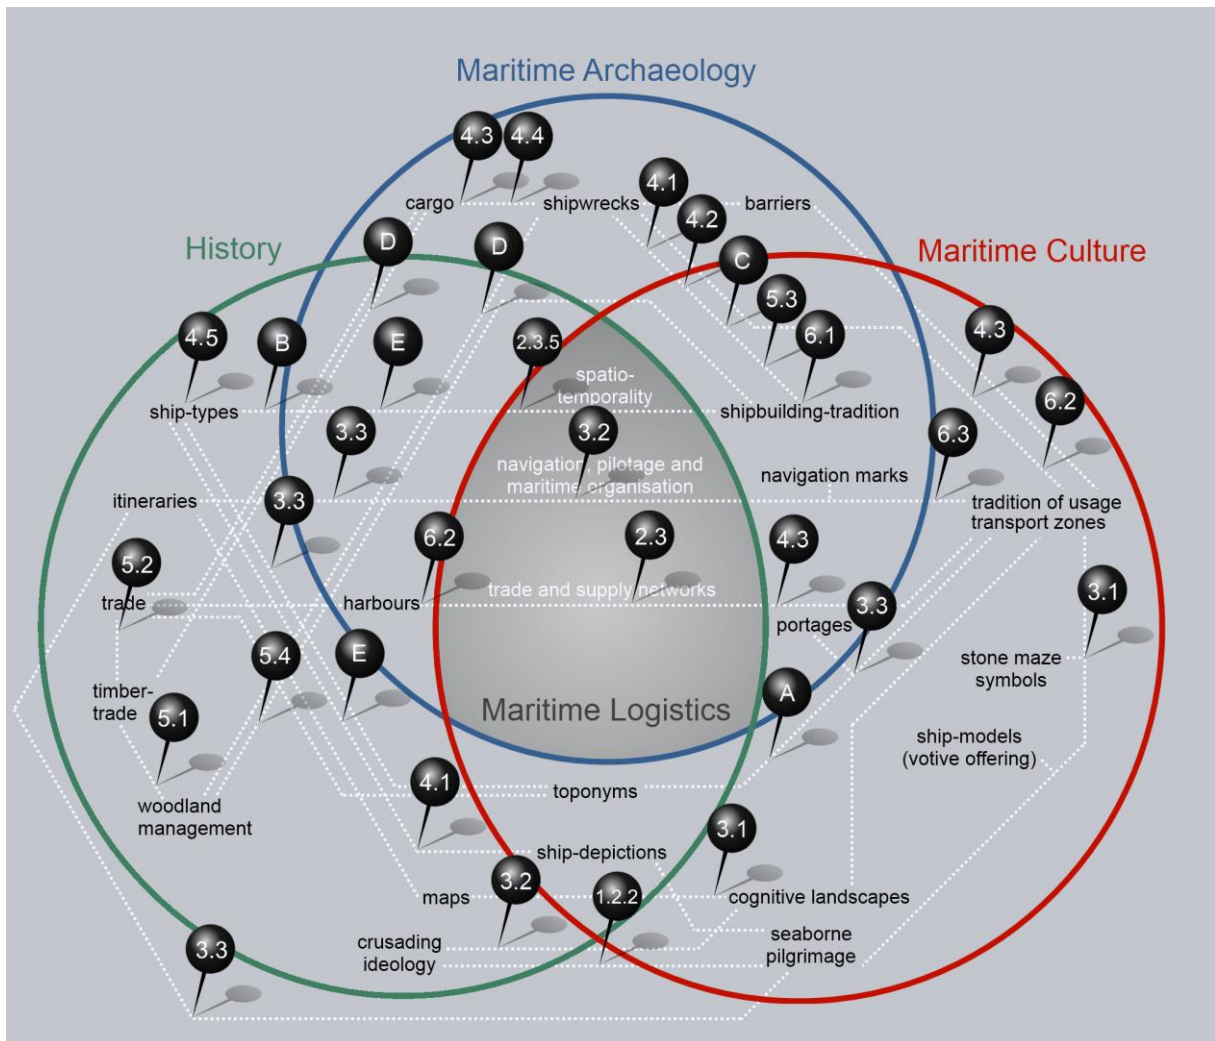 Maritime Archaeology
4.3
4.4
4.1
cargo
shipwrecks
barriers
4.2
D
D
History
C
Maritime Culture
5.3
4.5
B
E
2.3.5
6.1
4.3
spatio-
temporality
ship-types
shipbuilding-tradition
6.2
3.3
3.2
6.3
navigation, pilotage and
maritime organisation
navigation marks
itineraries
3.3
tradition of usage
transport zones
6.2
2.3
4.3
5.2
trade
harbours
trade and supply networks
3.1
3.3
portages
5.4
E
stone maze
symbols
timber-
trade
5.1
A
Maritime Logistics
ship-models
(votive offering)
4.1
toponyms
woodland
management
3.1
ship-depictions
3.2
1.2.2
maps
cognitive landscapes
3.3
crusading
ideology
seaborne
pilgrimage